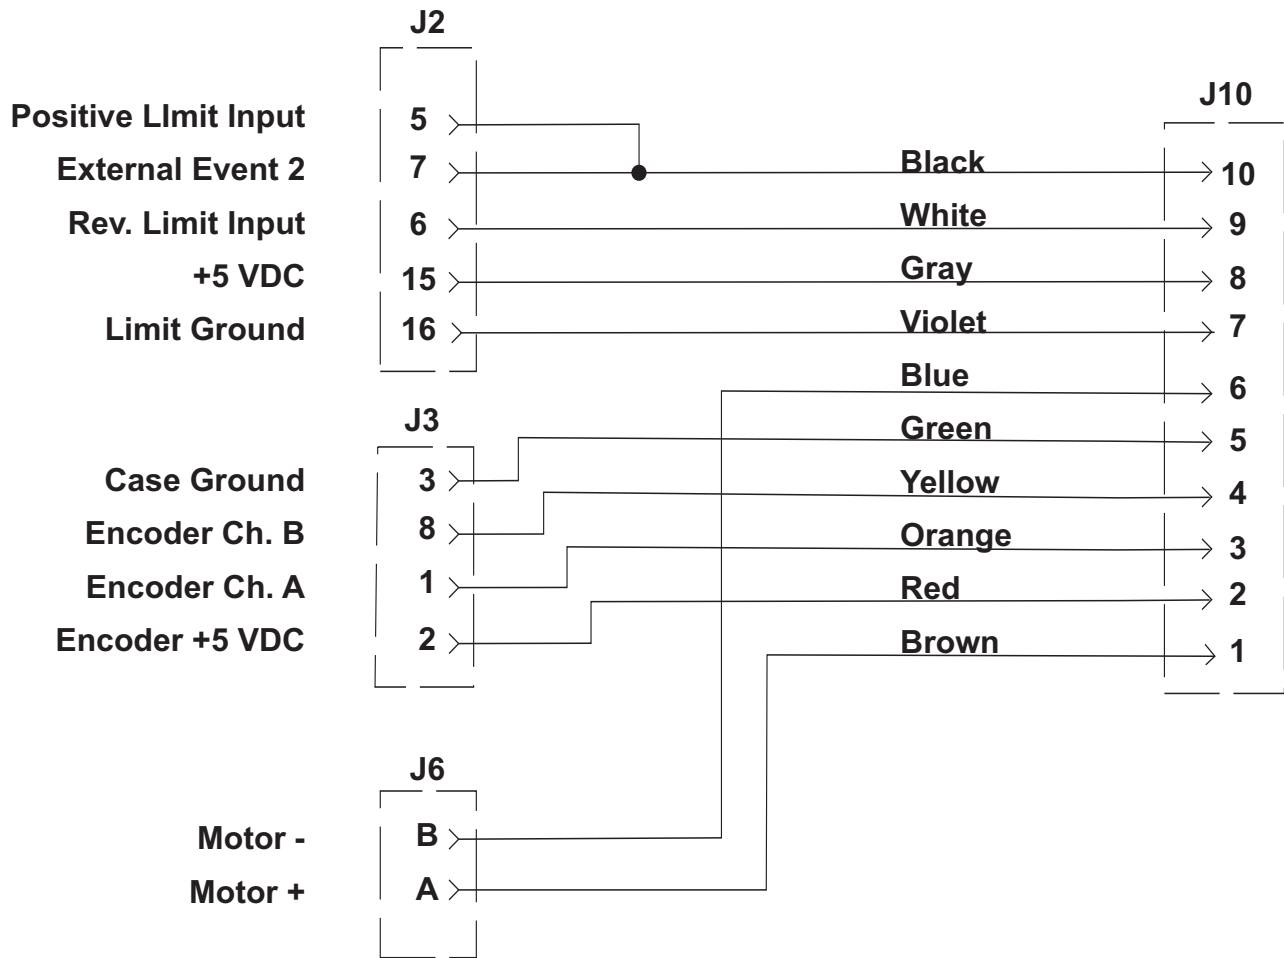 J2
J10
Positive LImit Input 5
External Event 2 7 Black 10
Rev. Limit Input 6 White 9
+5 VDC 15 Gray 8
Limit Ground 16 Violet 7
Blue 6
J3
Green 5
Case Ground 3 Yellow 4
Encoder Ch. B 8 Orange 3
Encoder Ch. A 1 Red 2
Encoder +5 VDC 2 Brown 1
J6
Motor - B
Motor + A